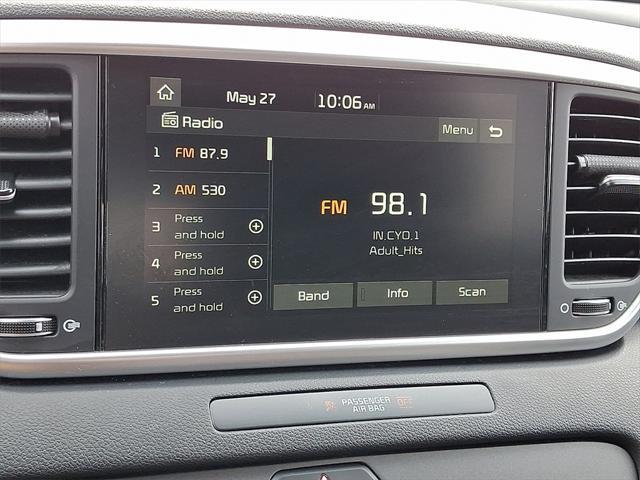 May 27 10:06 AM
Radio
Menu
1 FM 87.9
2 AM 530
3 Press and hold
4 Press and hold
5 Press and hold
FM 98.1
IN.CYO.1
Adult_Hits
Band Info Scan
PASSENGER
AIR BAG OFF